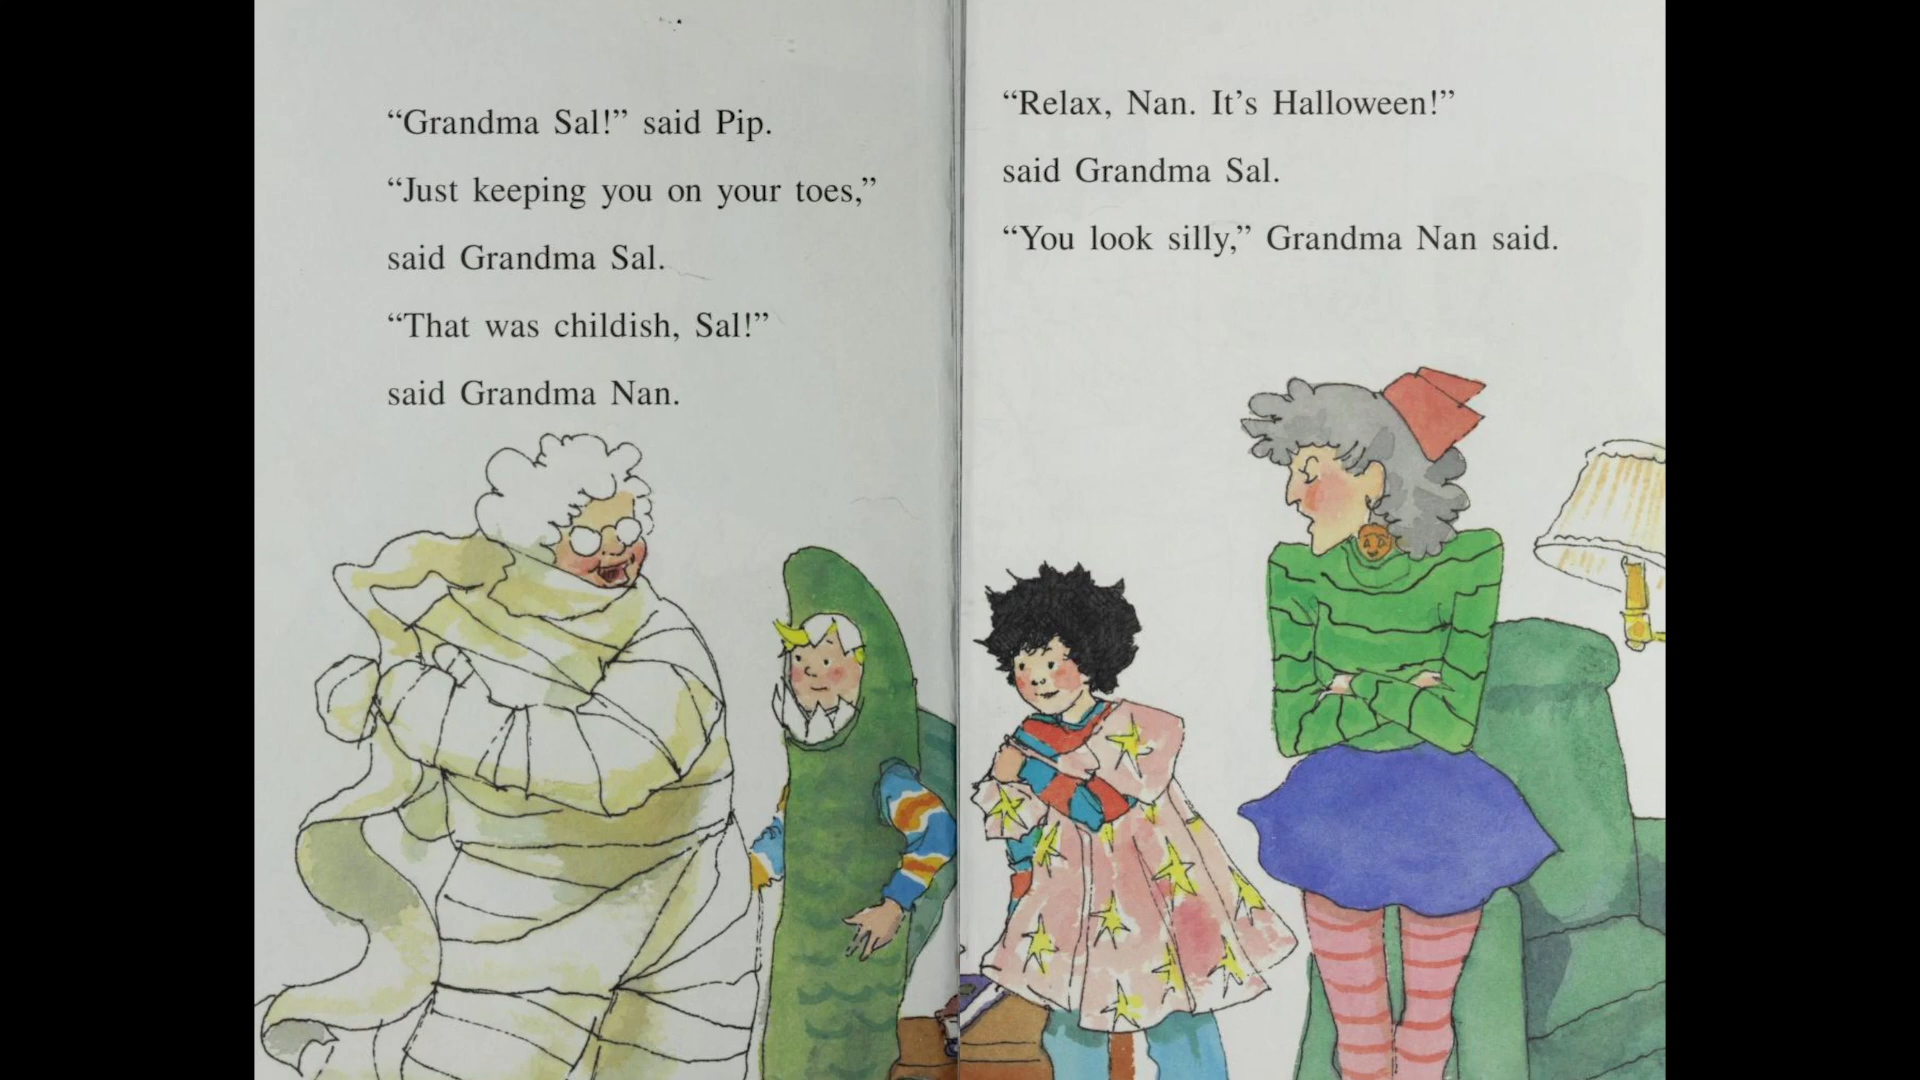 “Grandma Sal!” said Pip.
“Just keeping you on your toes,”
said Grandma Sal.
“That was childish, Sal!”
said Grandma Nan.
“Relax, Nan. It’s Halloween!”
said Grandma Sal.
“You look silly,” Grandma Nan said.